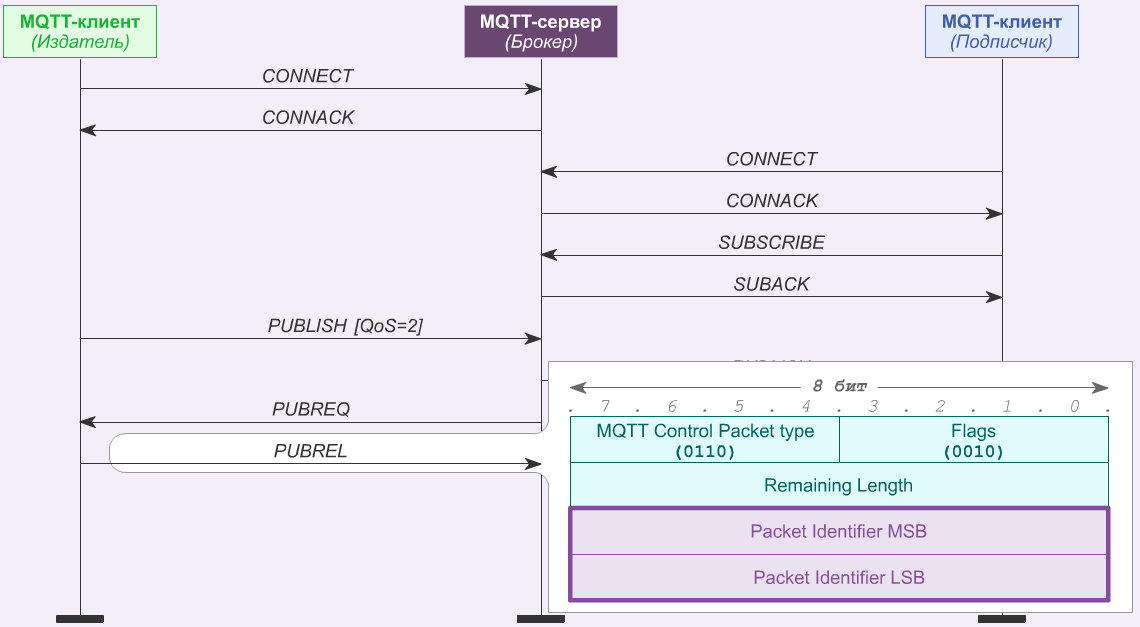 MQTT-клиент
(Издатель)
MQTT-сервер
(Брокер)
MQTT-клиент
(Подписчик)
CONNECT
CONNACK
CONNECT
CONNACK
SUBSCRIBE
SUBACK
PUBLISH [QoS=2]
PUBREQ
PUBREL
8 бит
. 7 . 6 . 5 . 4 . 3 . 2 . 1 . 0 .
MQTT Control Packet type
(0110)
Flags
(0010)
Remaining Length
Packet Identifier MSB
Packet Identifier LSB